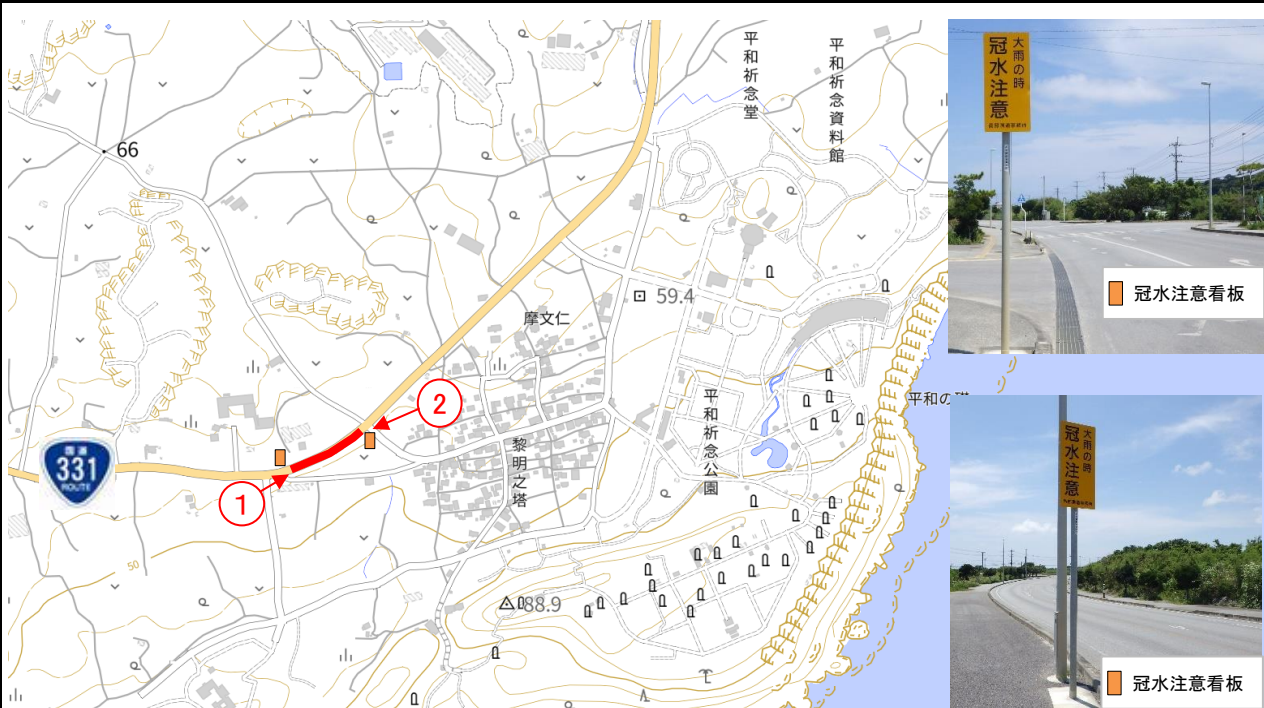 平和祈念堂
平和祈念資料館
66
59.4
摩文仁
②
平和の礎
平和祈念公園
黎明之塔
国道
331
ROUTE
①
50
88.9
大雨の時
冠水注意
冠水注意看板
大雨の時
冠水注意
冠水注意看板